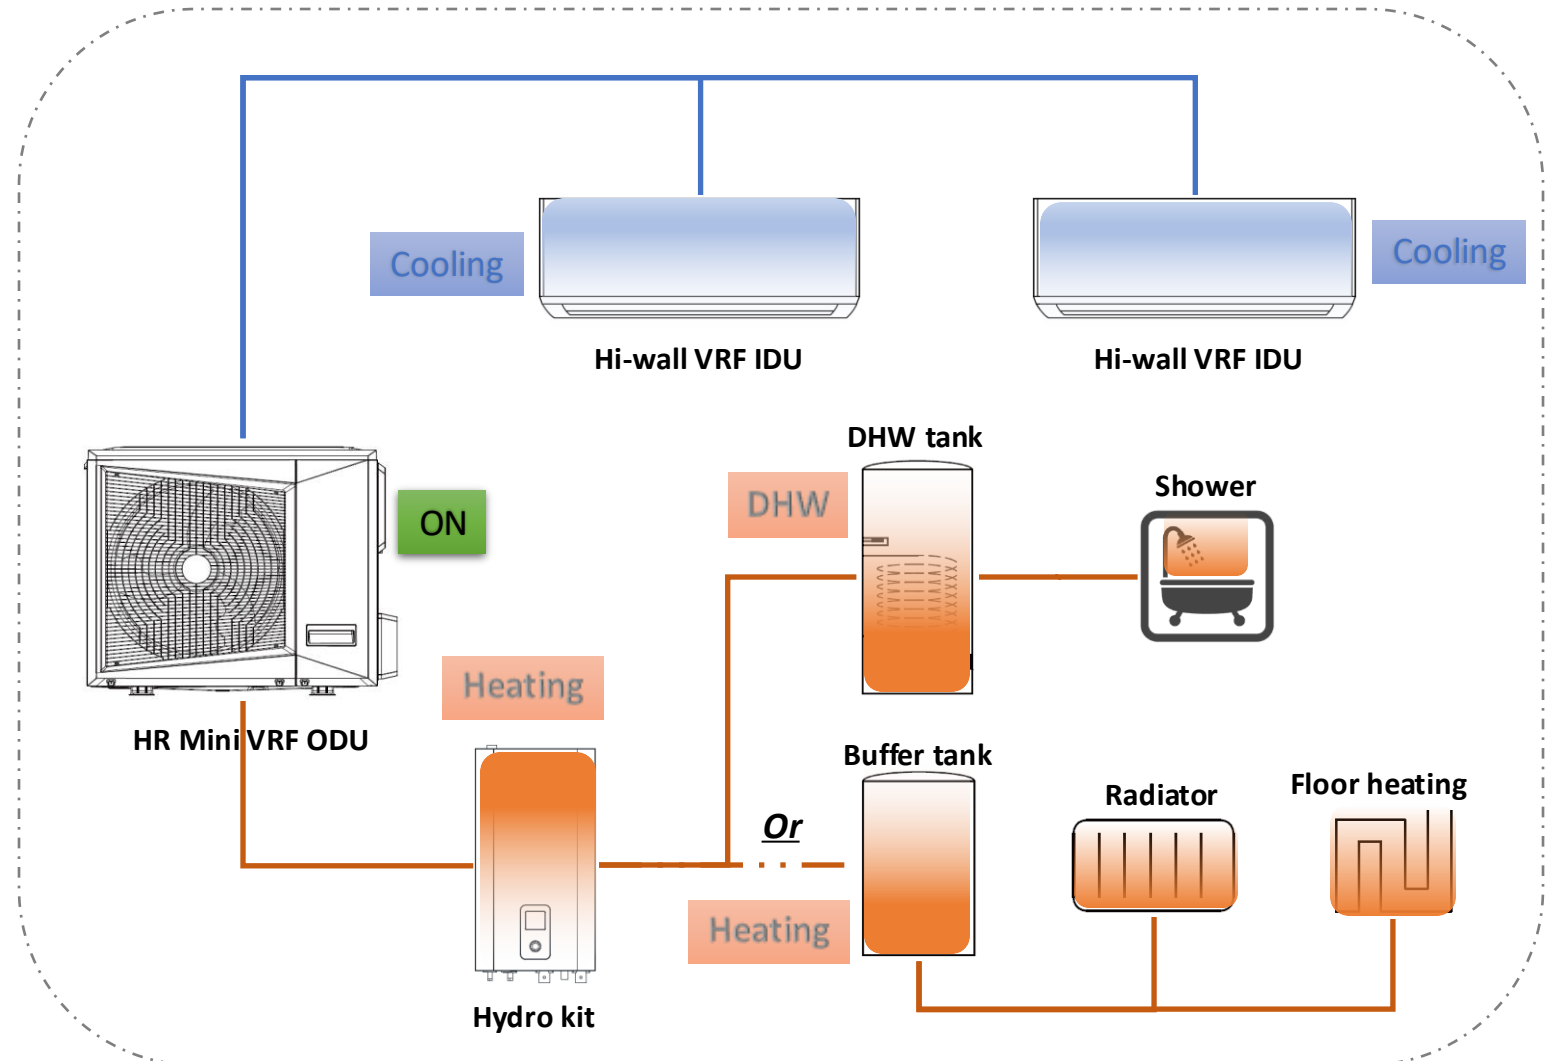 Cooling
Cooling
Hi-wall VRF IDU
Hi-wall VRF IDU
DHW tank
DHW
Shower
ON
Heating
HR Mini VRF ODU
Buffer tank
Radiator
Floor heating
Or
Heating
Hydro kit